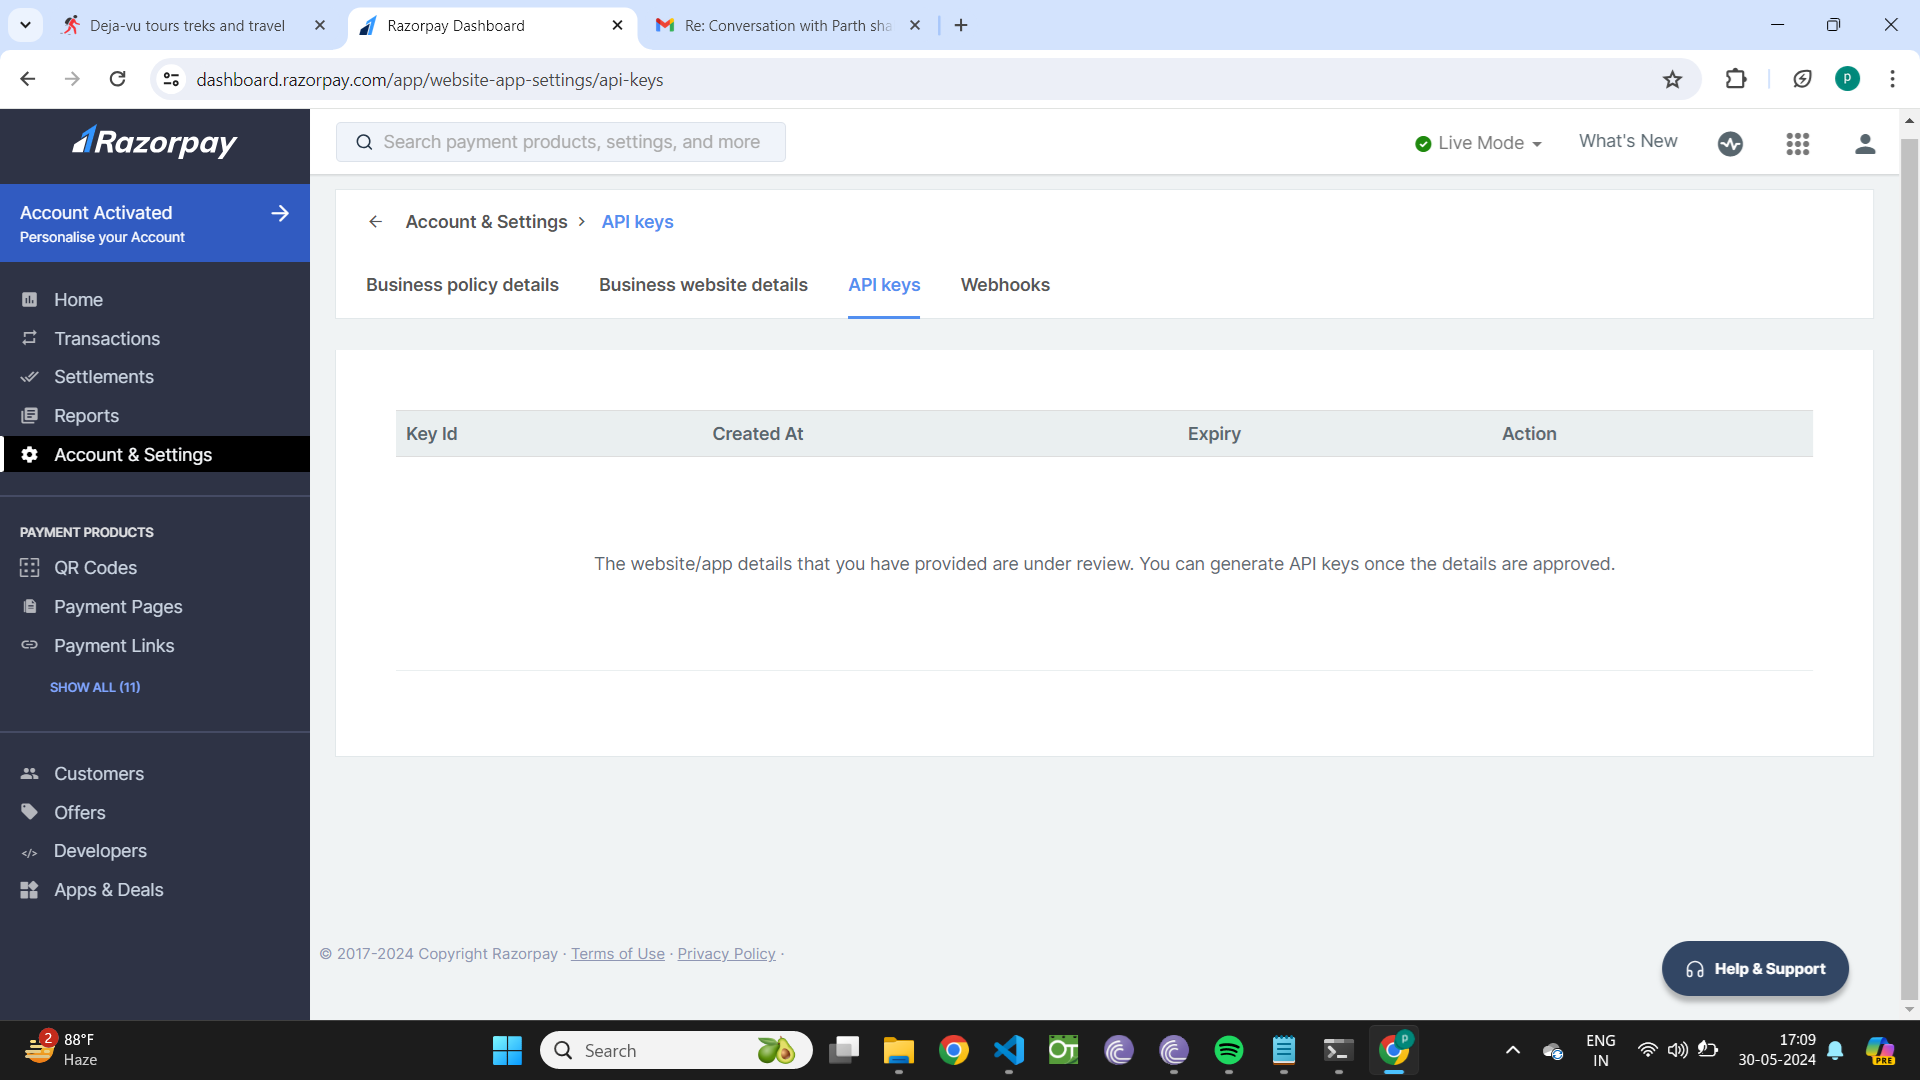 Deja-vu tours treks and travel
Razorpay Dashboard
Re: Conversation with Parth sha
dashboard.razorpay.com/app/website-app-settings/api-keys
P
Razorpay
Search payment products, settings, and more
Live Mode
What's New
Account Activated
Personalise your Account
Account & Settings > API keys
Business policy details
Business website details
API keys
Webhooks
Home
Transactions
Settlements
Reports
Account & Settings
Key Id
Created At
Expiry
Action
The website/app details that you have provided are under review. You can generate API keys once the details are approved.
PAYMENT PRODUCTS
QR Codes
Payment Pages
Payment Links
SHOW ALL (11)
Customers
Offers
Developers
Apps & Deals
© 2017-2024 Copyright Razorpay · Terms of Use · Privacy Policy ·
Help & Support
2
88°F
Haze
Search
OT
P
ENG
IN
17:09
30-05-2024
PRE